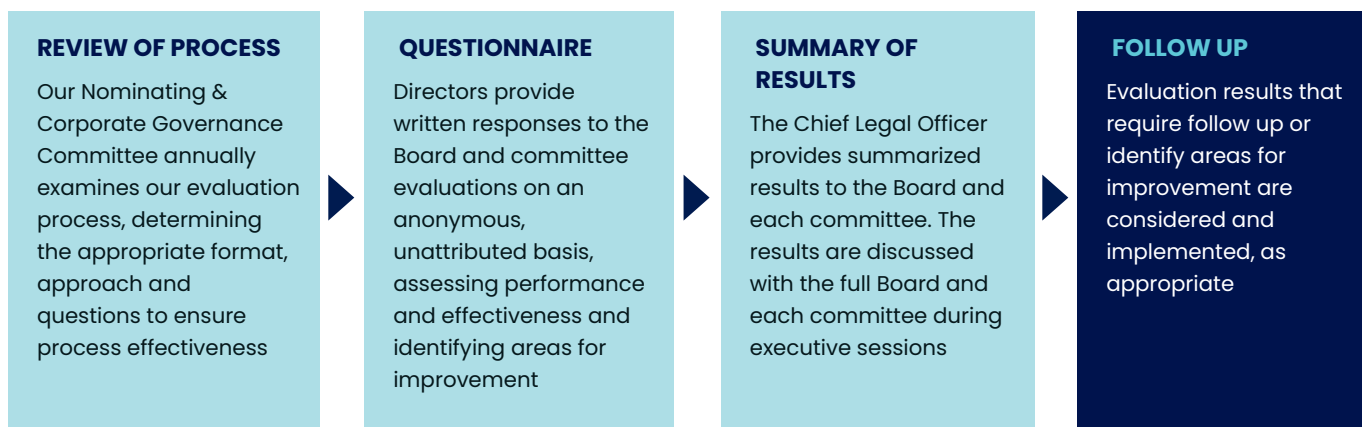 REVIEW OF PROCESS
Our Nominating &
Corporate Governance
Committee annually
examines our evaluation
process, determining
the appropriate format,
approach and
questions to ensure
process effectiveness
QUESTIONNAIRE
Directors provide
written responses to the
Board and committee
evaluations on an
anonymous,
unattributed basis,
assessing performance
and effectiveness and
identifying areas for
improvement
SUMMARY OF
RESULTS
The Chief Legal Officer
provides summarized
results to the Board and
each committee. The
results are discussed
with the full Board and
each committee during
executive sessions
FOLLOW UP
Evaluation results that
require follow up or
identify areas for
improvement are
considered and
implemented, as
appropriate